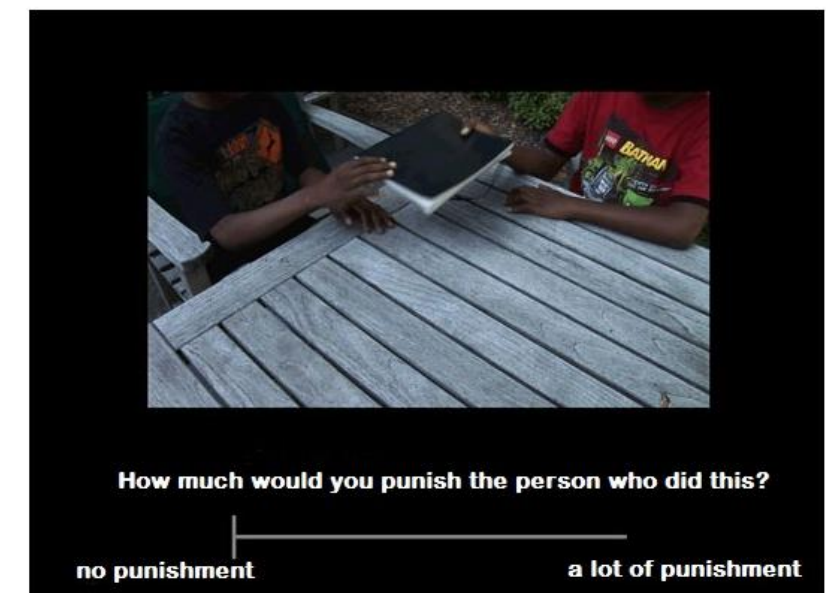 BATMAN
How much would you punish the person who did this?
no punishment
a lot of punishment